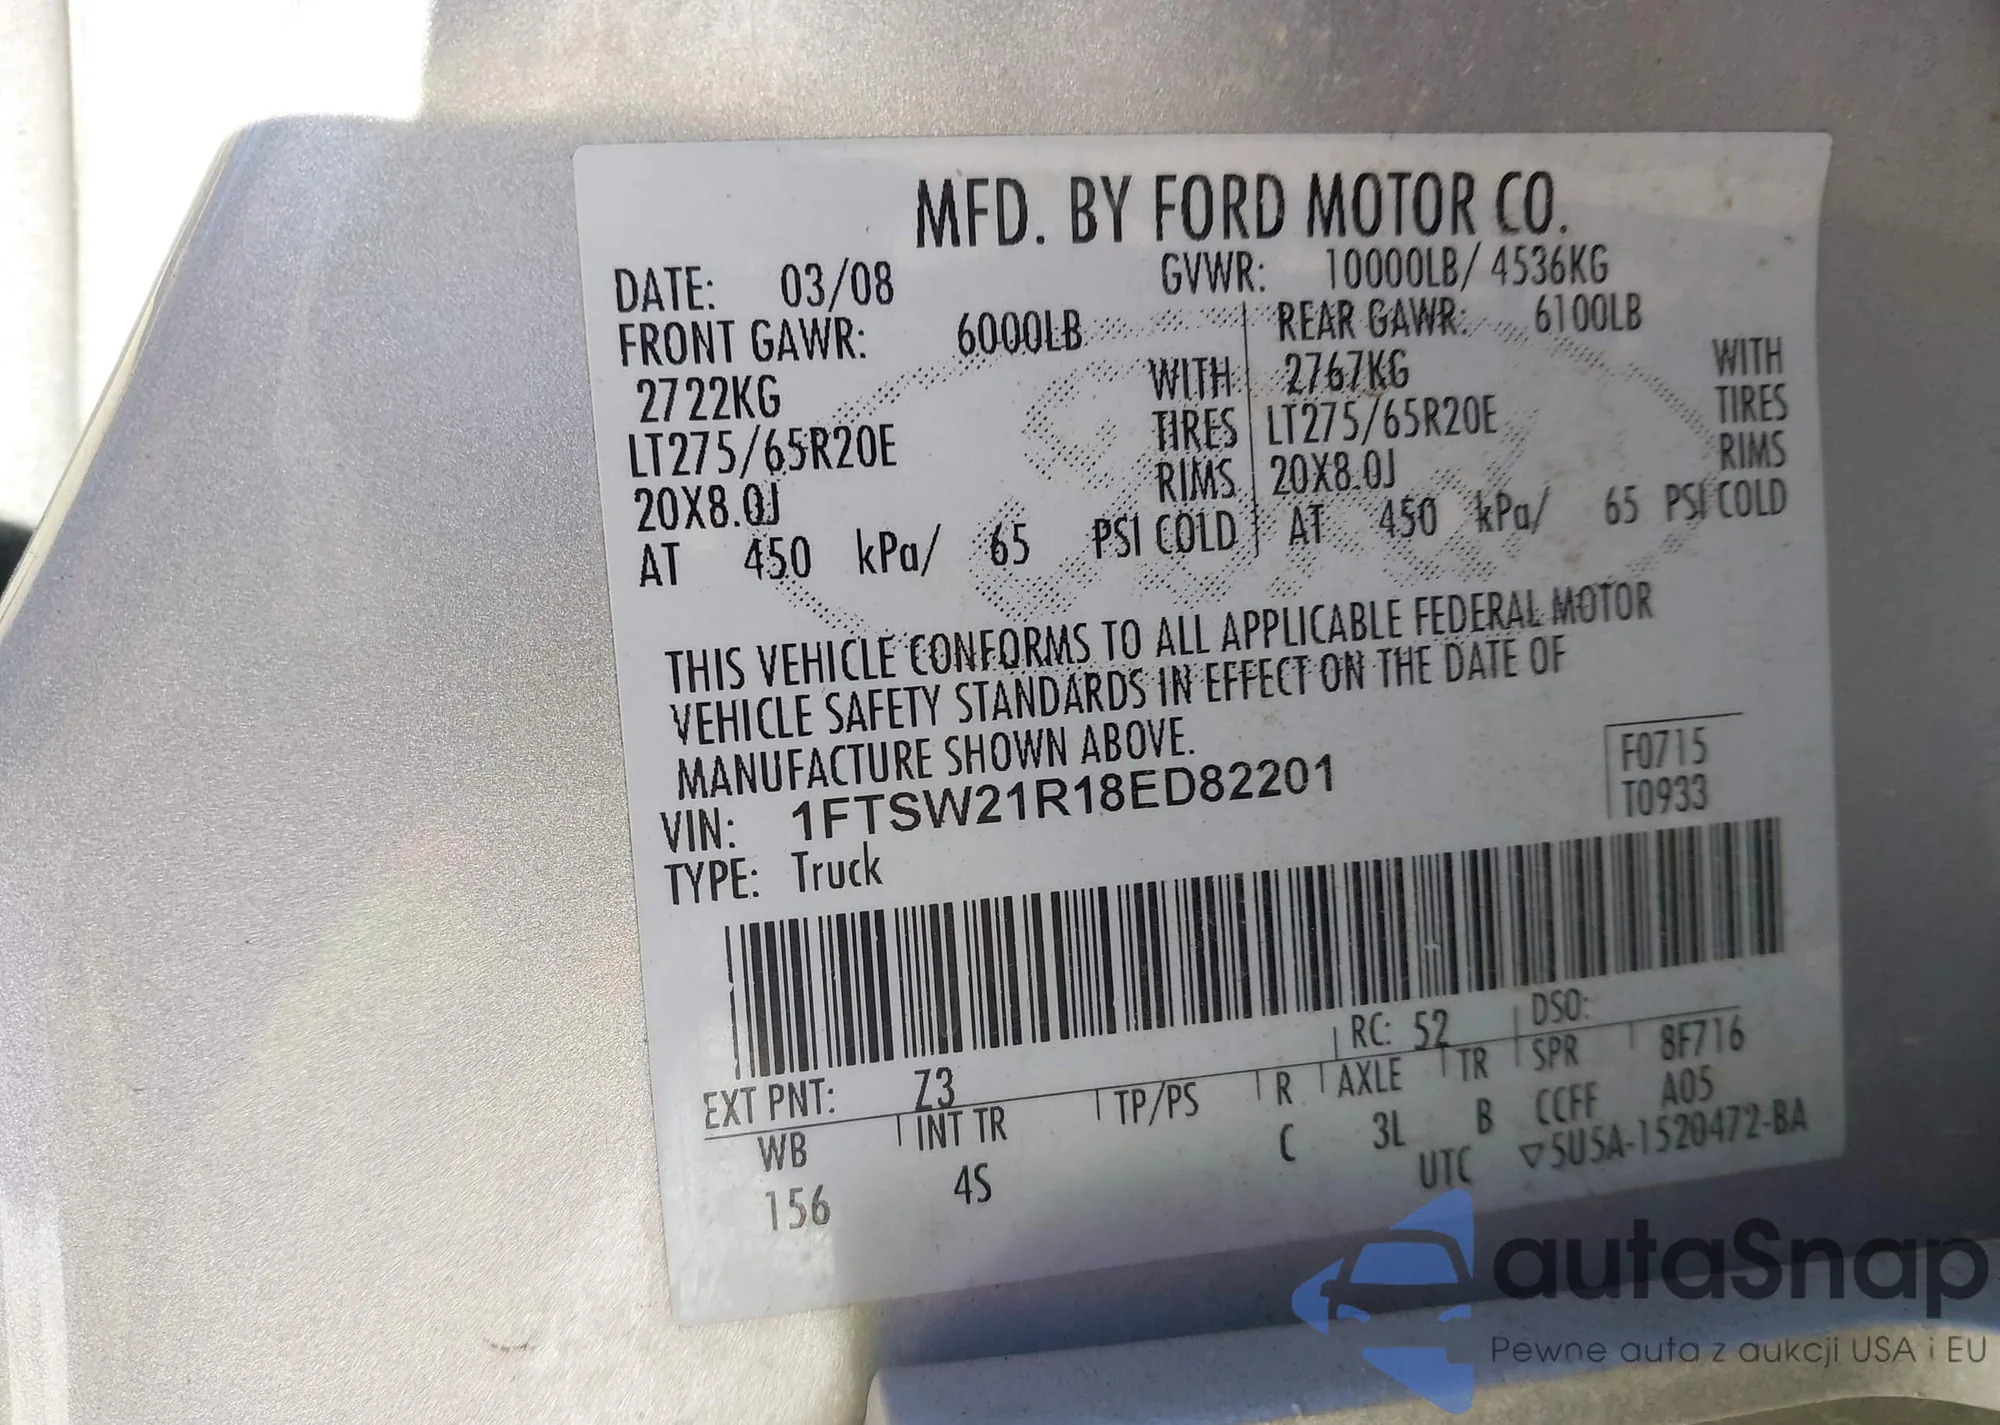 MFD. BY FORD MOTOR CO.
DATE: 03/08 GVWR: 10000LB/ 4536KG
FRONT GAWR: 6000LB REAR GAWR: 6100LB
2722KG WITH 2767KG WITH
LT275/65R20E TIRES LT275/65R20E TIRES
20X8.0J RIMS 20X8.0J RIMS
AT 450 kPa/ 65 PSI COLD AT 450 kPa/ 65 PSI COLD
THIS VEHICLE CONFORMS TO ALL APPLICABLE FEDERAL MOTOR
VEHICLE SAFETY STANDARDS IN EFFECT ON THE DATE OF
MANUFACTURE SHOWN ABOVE.
VIN: 1FTSW21R18ED82201 F0715
TYPE: Truck T0933
EXT PNT: Z3 RC: 52 DSO:
WB INT TR TP/PS R AXLE TR SPR 8F716
156 4S C 3L B CCFF A05
UTC ▽5U5A-1520472-BA
autaSnap
Pewne auta z aukcji USA i EU